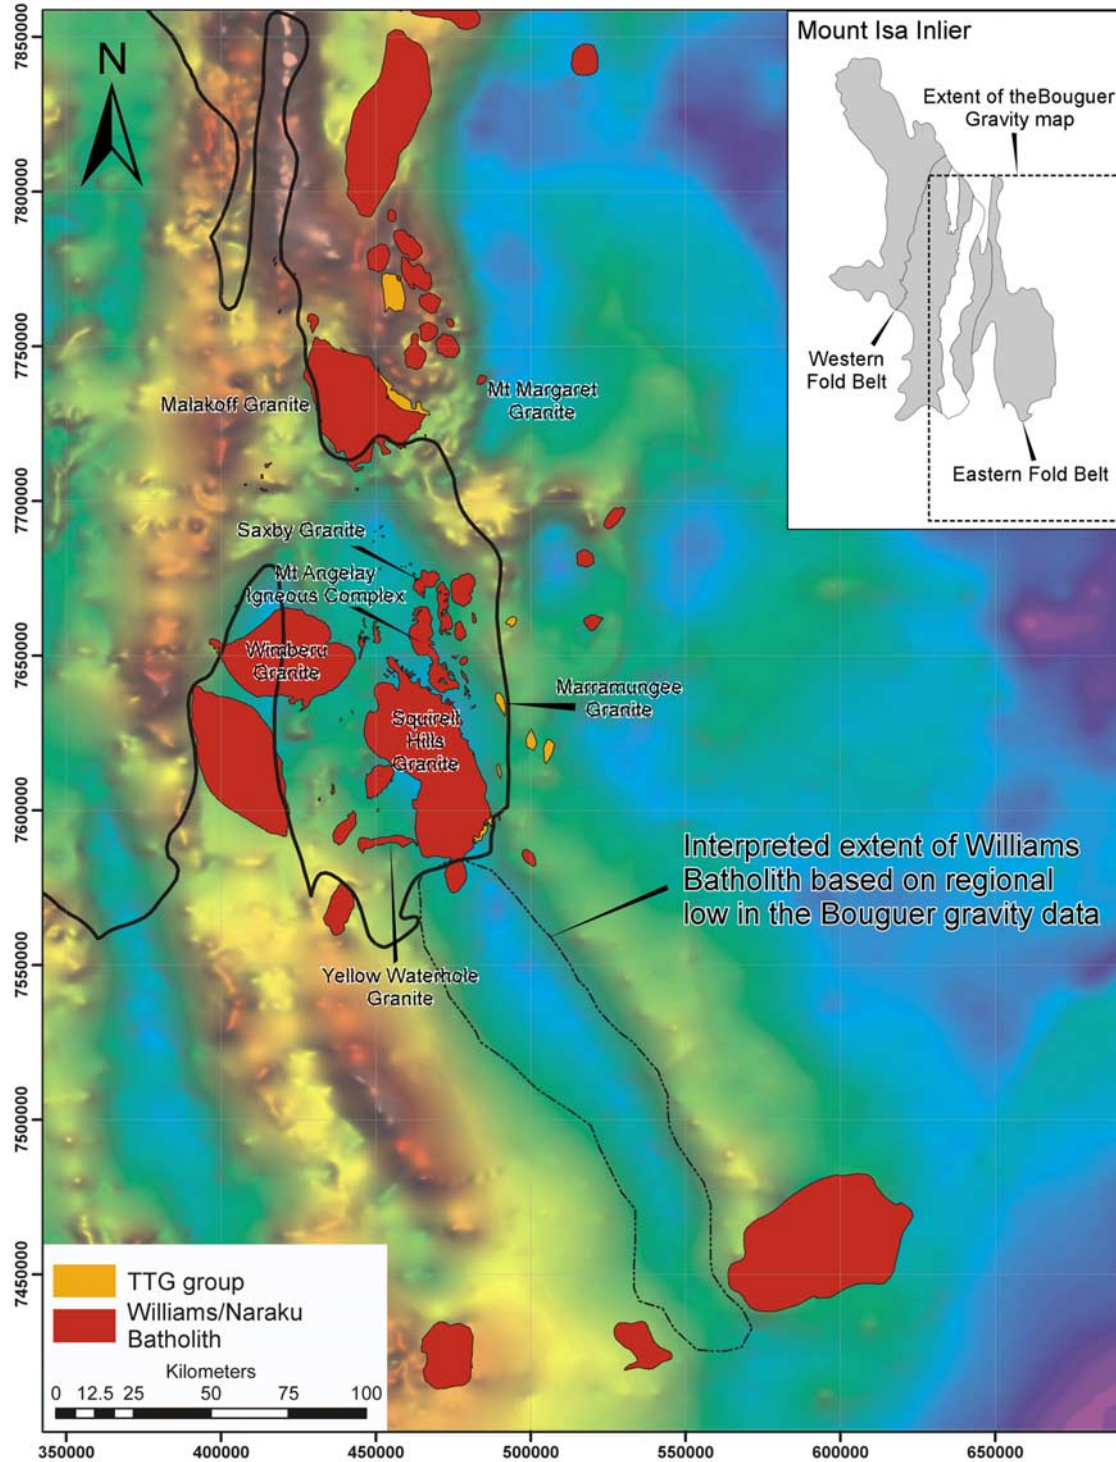 N
Mount Isa Inlier
Extent of theBouguer
Gravity map
Western
Fold Belt
Eastern Fold Belt
Malakoff Granite
Mt Margaret
Granite
Saxby Granite
Mt Angelay
Igneous Complex
Wimberu
Granite
Squirell
Hills
Granite
Marramungee
Granite
Interpreted extent of Williams
Batholith based on regional
low in the Bouguer gravity data
Yellow Waterhole
Granite
TTG group
Williams/Naraku
Batholith
Kilometers
0 12.5 25 50 75 100
7850000
7800000
7750000
7700000
7650000
7600000
7550000
7500000
7450000
350000 400000 450000 500000 550000 600000 650000